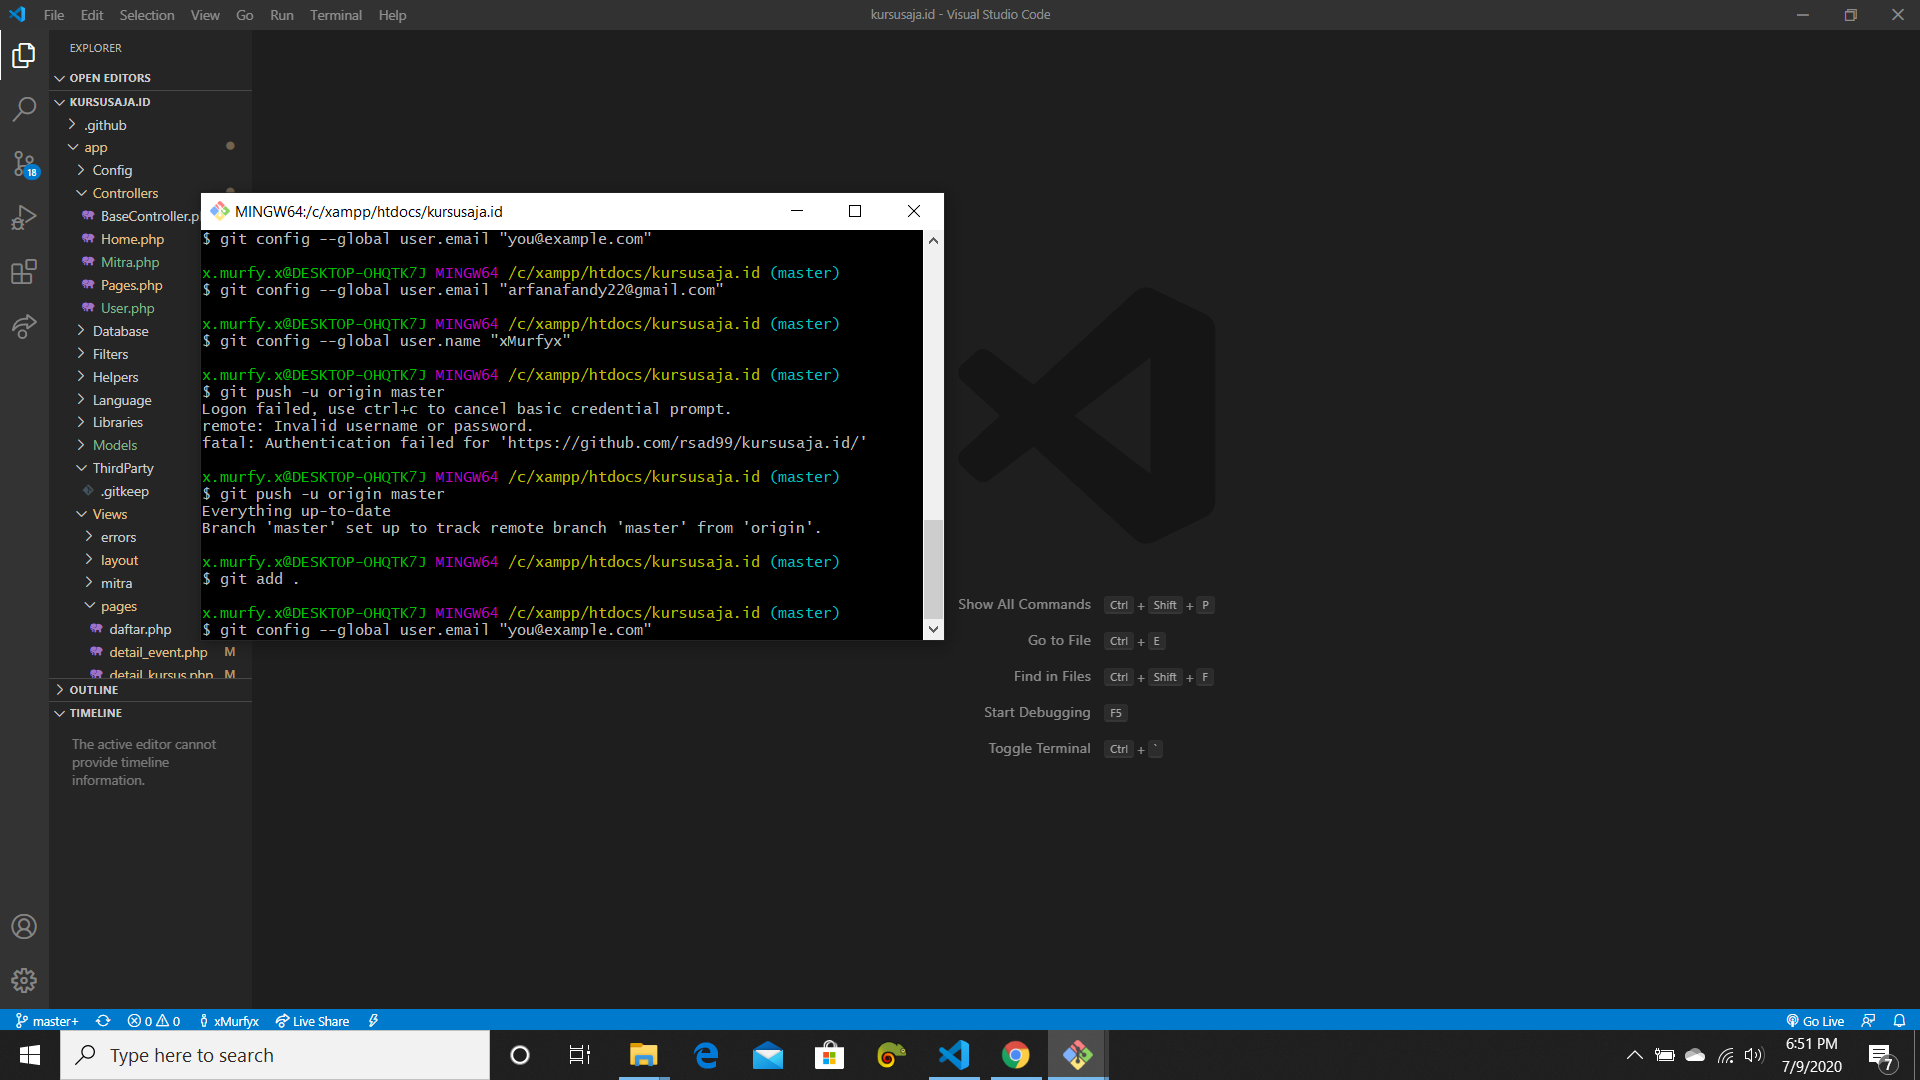 File Edit Selection View Go Run Terminal Help
kursusaja.id - Visual Studio Code
EXPLORER
OPEN EDITORS
KURSUSAJA.ID
.github
app
Config
Controllers
BaseController.p
Home.php
Mitra.php
Pages.php
User.php
Database
Filters
Helpers
Language
Libraries
Models
ThirdParty
.gitkeep
Views
errors
layout
mitra
pages
daftar.php
detail_event.php M
detail_kursus.php M
OUTLINE
TIMELINE
The active editor cannot
provide timeline
information.
18
MINGW64:/c/xampp/htdocs/kursusaja.id
$ git config --global user.email "you@example.com"
x.murfy.x@DESKTOP-OHQTK7J MINGW64 /c/xampp/htdocs/kursusaja.id (master)
$ git config --global user.email "arfanafandy22@gmail.com"
x.murfy.x@DESKTOP-OHQTK7J MINGW64 /c/xampp/htdocs/kursusaja.id (master)
$ git config --global user.name "xMurfyx"
x.murfy.x@DESKTOP-OHQTK7J MINGW64 /c/xampp/htdocs/kursusaja.id (master)
$ git push -u origin master
Logon failed, use ctrl+c to cancel basic credential prompt.
remote: Invalid username or password.
fatal: Authentication failed for 'https://github.com/rsad99/kursusaja.id/'
x.murfy.x@DESKTOP-OHQTK7J MINGW64 /c/xampp/htdocs/kursusaja.id (master)
$ git push -u origin master
Everything up-to-date
Branch 'master' set up to track remote branch 'master' from 'origin'.
x.murfy.x@DESKTOP-OHQTK7J MINGW64 /c/xampp/htdocs/kursusaja.id (master)
$ git add .
x.murfy.x@DESKTOP-OHQTK7J MINGW64 /c/xampp/htdocs/kursusaja.id (master)
$ git config --global user.email "you@example.com"
Show All Commands Ctrl + Shift + P
Go to File Ctrl + E
Find in Files Ctrl + Shift + F
Start Debugging F5
Toggle Terminal Ctrl + `
master+ 0 0 xMurfyx Live Share
Go Live
Type here to search
6:51 PM
7/9/2020
7